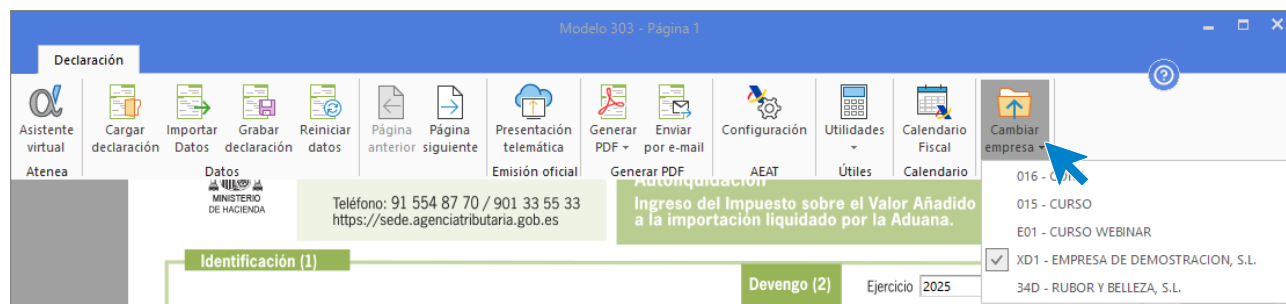 Modelo 303 - Página 1
Declaración
Asistente virtual
Cargar declaración
Importar Datos
Grabar declaración
Reiniciar datos
Página anterior
Página siguiente
Presentación telemática
Generar PDF
Enviar por e-mail
Configuración
Utilidades
Calendario Fiscal
Cambiar empresa
Atenea
Datos
Emisión oficial
Generar PDF
AEAT
Útiles
Calendario
MINISTERIO
DE HACIENDA
Teléfono: 91 554 87 70 / 901 33 55 33
https://sede.agenciatributaria.gob.es
Autoliquidación
Ingreso del Impuesto sobre el Valor Añadido
a la importación liquidado por la Aduana.
016 -
015 - CURSO
E01 - CURSO WEBINAR
XD1 - EMPRESA DE DEMOSTRACION, S.L.
34D - RUBOR Y BELLEZA, S.L.
Identificación (1)
Devengo (2)
Ejercicio 2025